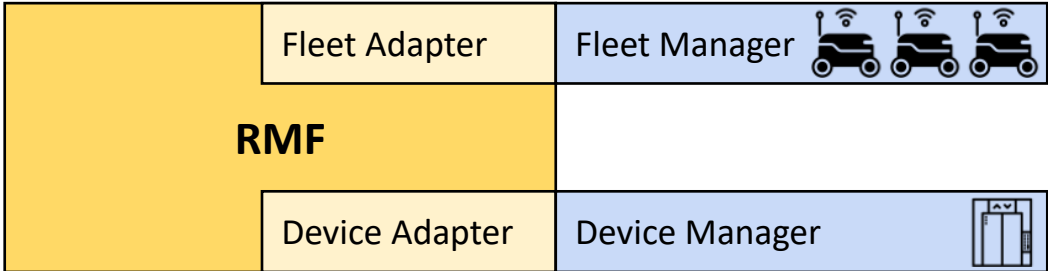 Fleet Adapter
Fleet Manager
RMF
Device Adapter
Device Manager